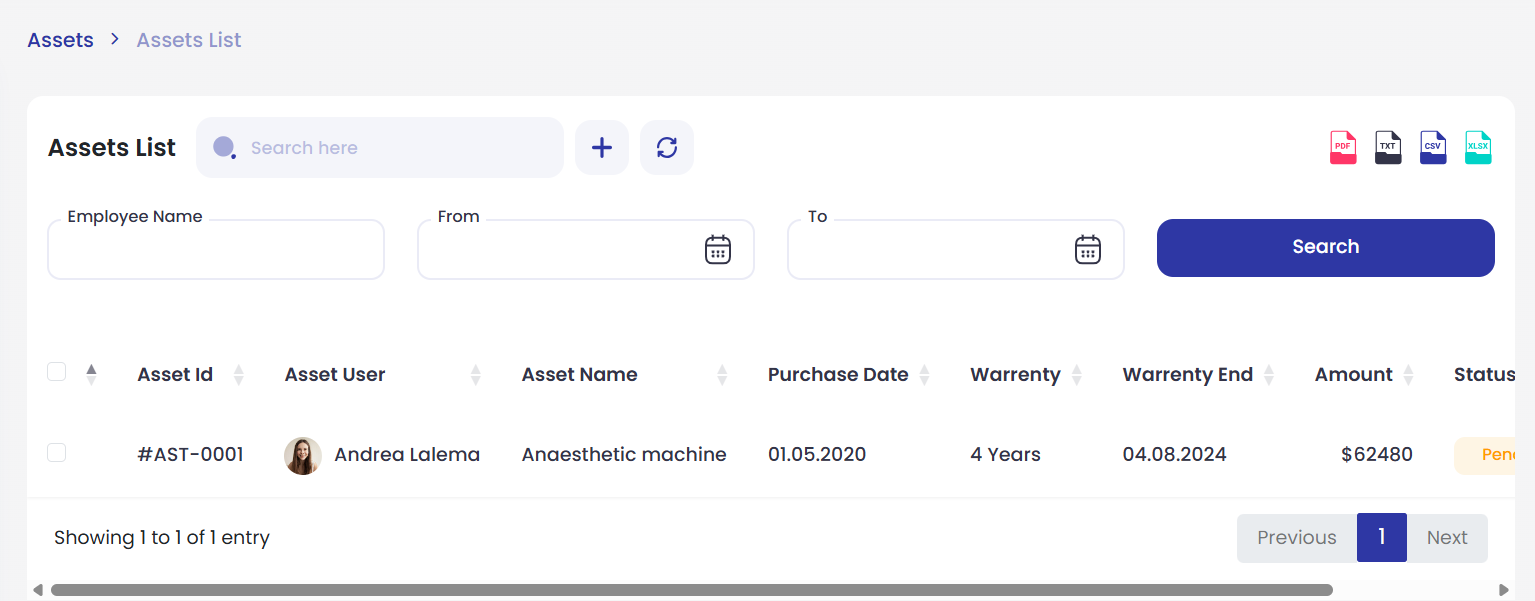 Assets > Assets List
Assets List Search here PDF TXT CSV XLSX
Employee Name From To
Search
Asset Id Asset User Asset Name Purchase Date Warrenty Warrenty End Amount Status
#AST-0001 Andrea Lalema Anaesthetic machine 01.05.2020 4 Years 04.08.2024 $62480
Showing 1 to 1 of 1 entry Previous 1 Next